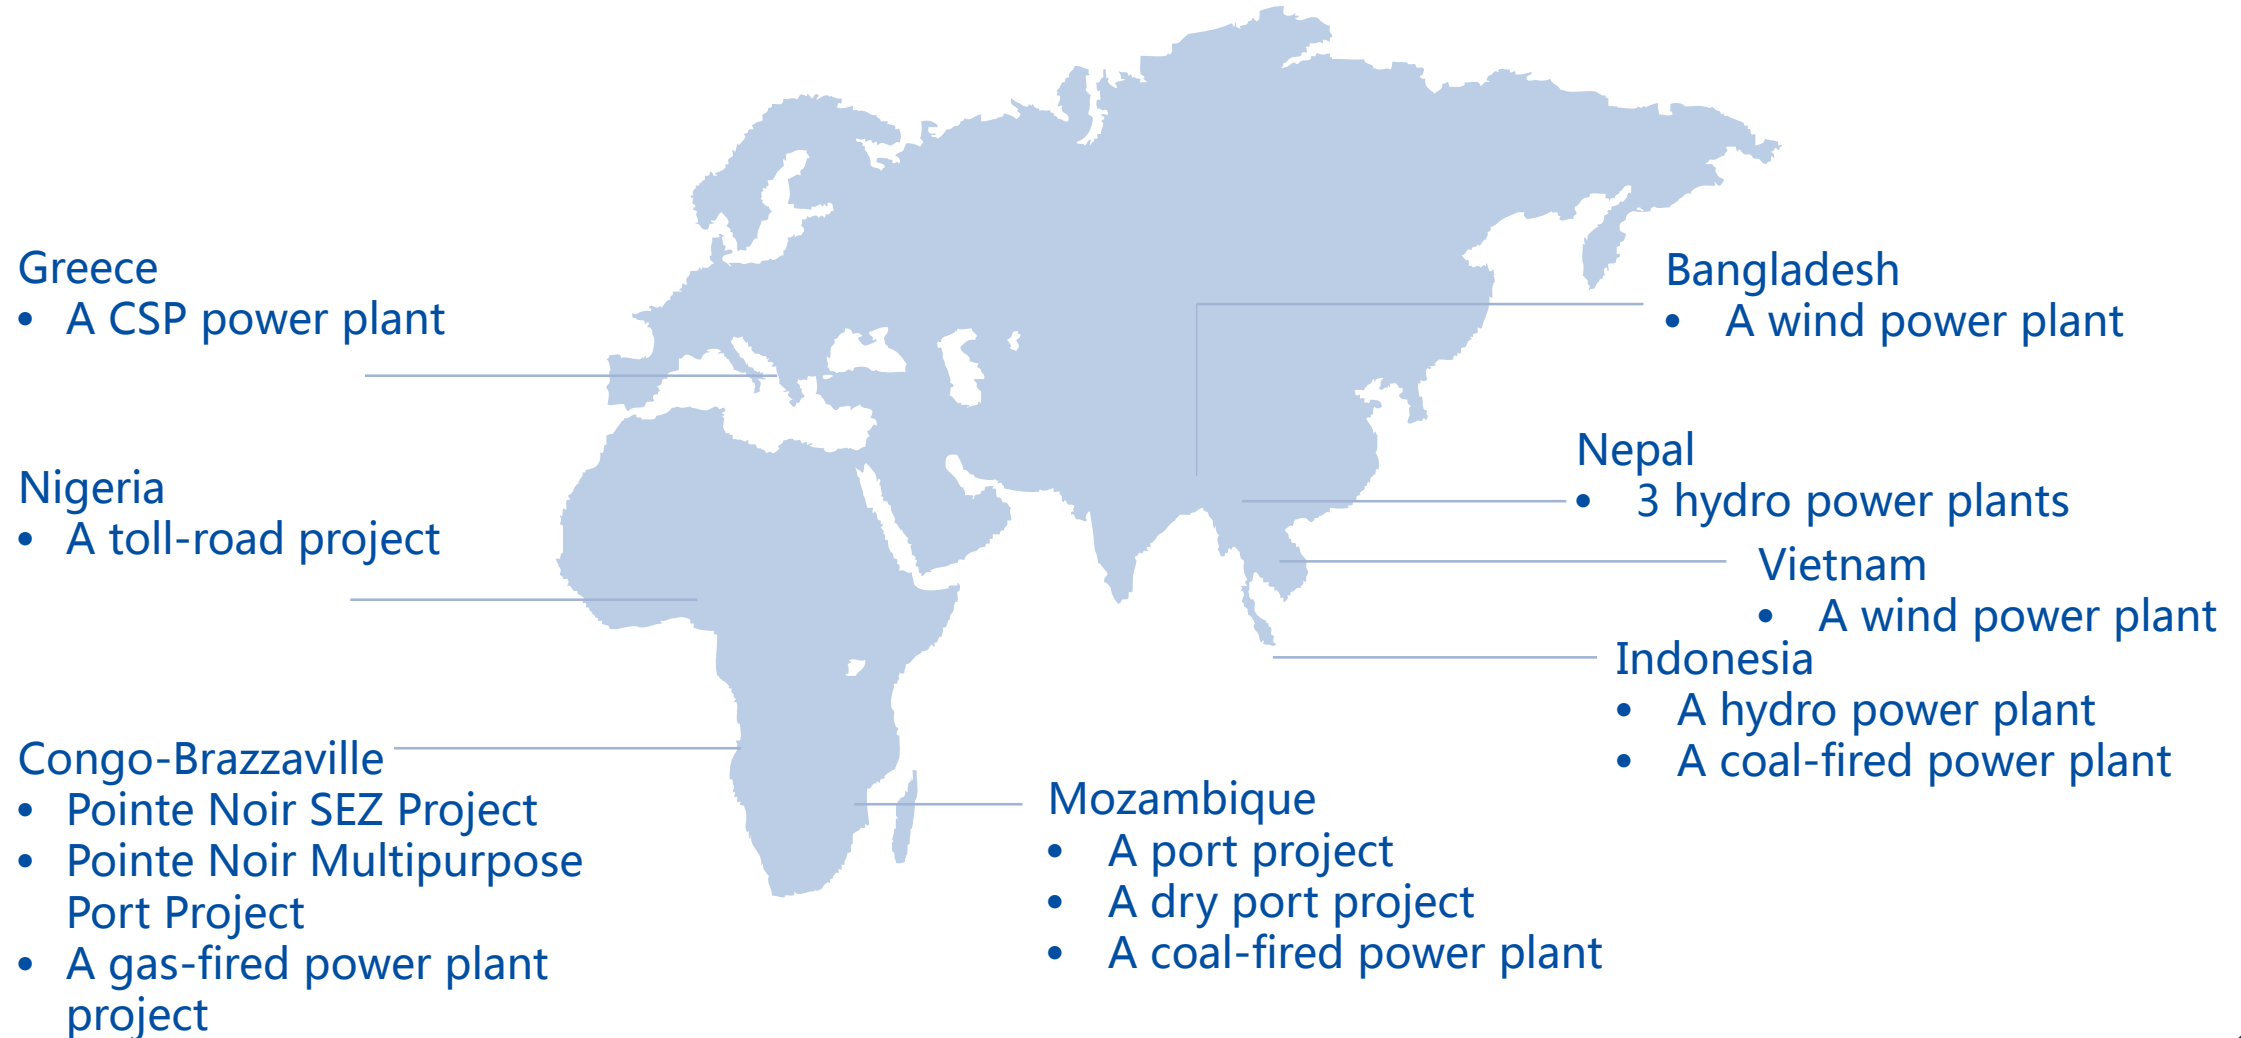 Greece
• A CSP power plant
Nigeria
• A toll-road project
Congo-Brazzaville
• Pointe Noir SEZ Project
• Pointe Noir Multipurpose
Port Project
• A gas-fired power plant
project
Mozambique
• A port project
• A dry port project
• A coal-fired power plant
Bangladesh
• A wind power plant
Nepal
• 3 hydro power plants
Vietnam
• A wind power plant
Indonesia
• A hydro power plant
• A coal-fired power plant